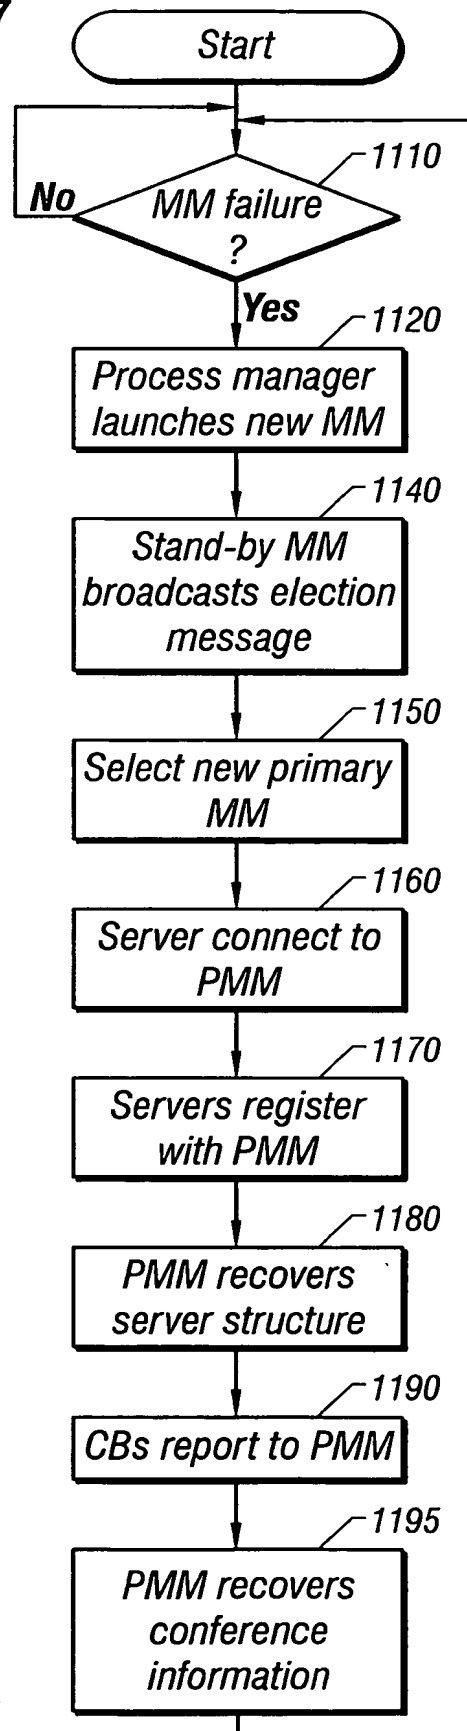 Start
1110
MM failure
?
No
Yes
1120
Process manager
launches new MM
1140
Stand-by MM
broadcasts election
message
1150
Select new primary
MM
1160
Server connect to
PMM
1170
Servers register
with PMM
1180
PMM recovers
server structure
1190
CBs report to PMM
1195
PMM recovers
conference
information